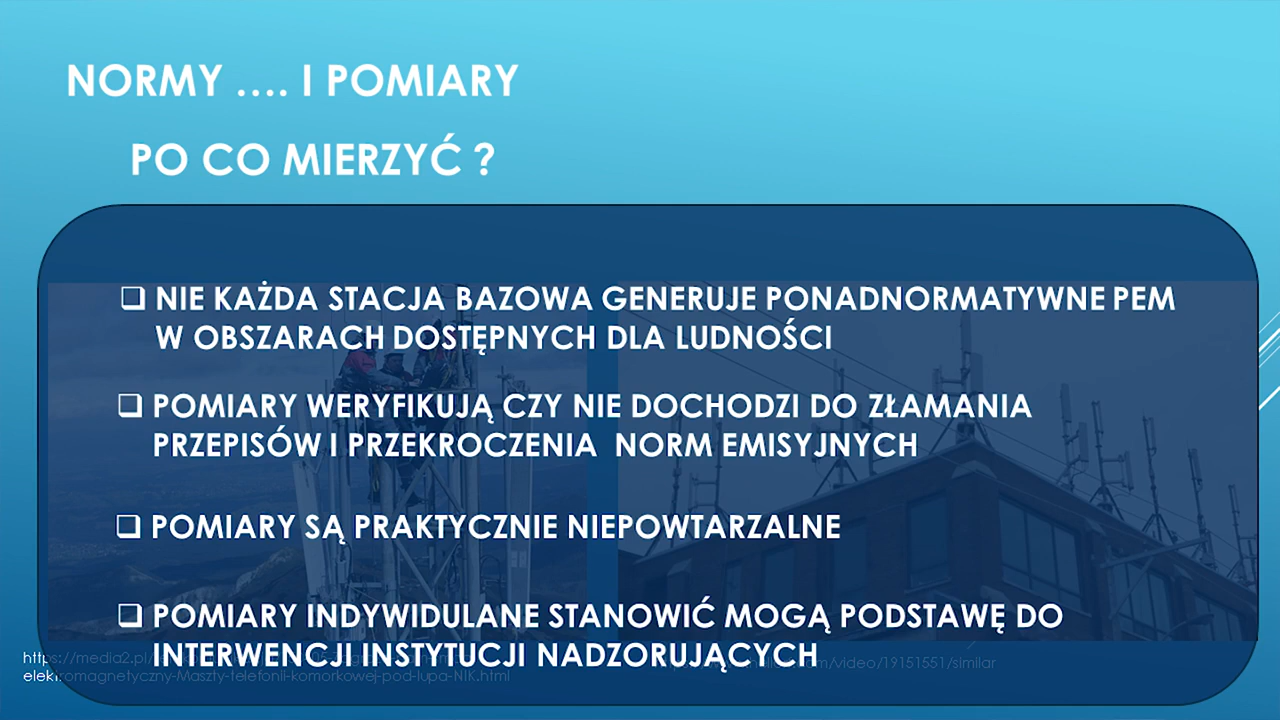 NORMY .... I POMIARY
PO CO MIERZYĆ ?
❑ NIE KAŻDA STACJA BAZOWA GENERUJE PONADNORMATYWNE PEM
W OBSZARACH DOSTĘPNYCH DLA LUDNOŚCI
❑ POMIARY WERYFIKUJĄ CZY NIE DOCHODZI DO ZŁAMANIA
PRZEPISÓW I PRZEKROCZENIA NORM EMISYJNYCH
❑ POMIARY SĄ PRAKTYCZNIE NIEPOWTARZALNE
❑ POMIARY INDYWIDULANE STANOWIĆ MOGĄ PODSTAWĘ DO
INTERWENCJI INSTYTUCJI NADZORUJĄCYCH
https://media2.pl/
.com/video/19151551/similar
elektromagnetyczny-Maszty-telefonii-komorkowej-pod-lupa-NIK.html